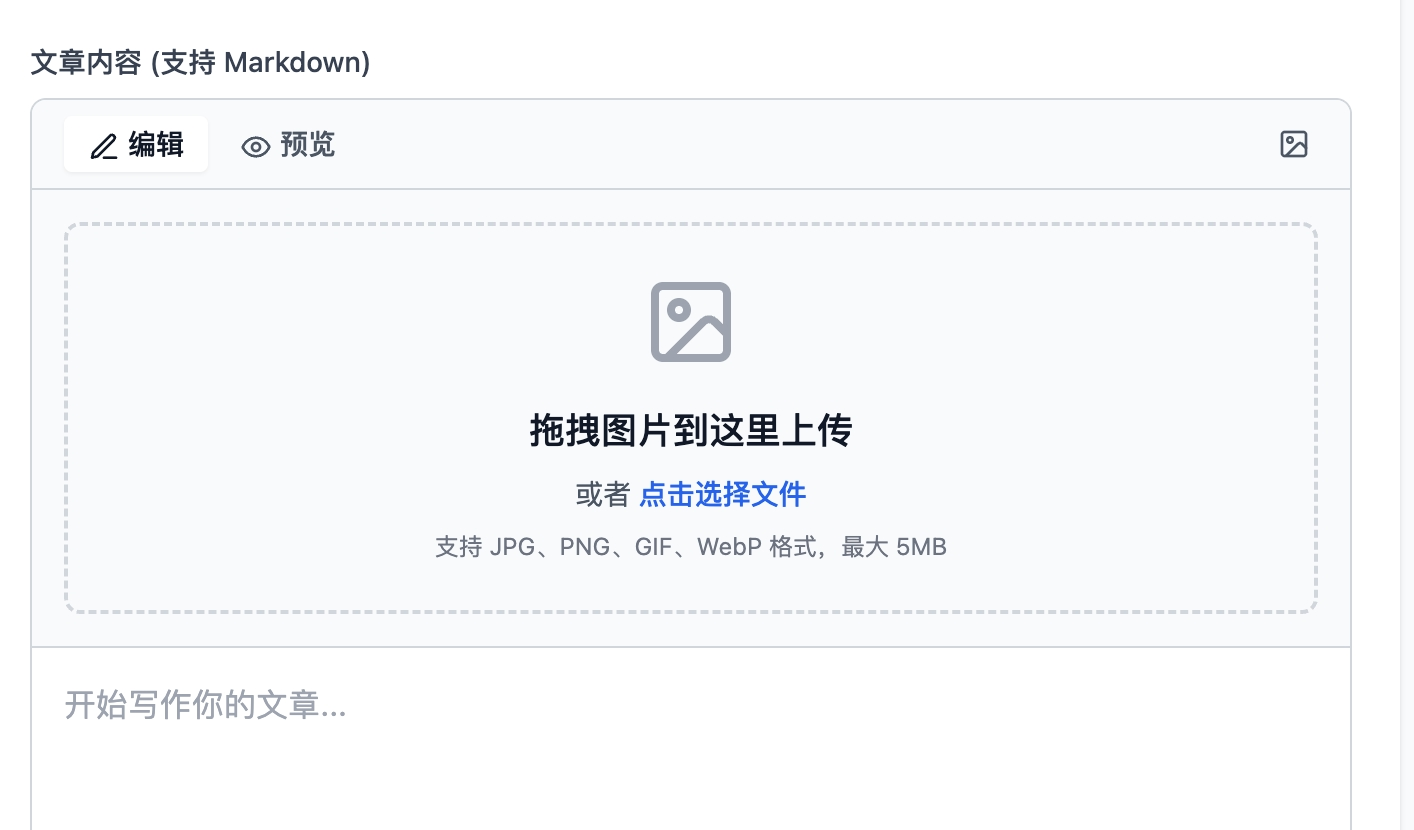 文章内容 (支持 Markdown)
编辑 预览
拖拽图片到这里上传
或者 点击选择文件
支持 JPG、PNG、GIF、WebP 格式，最大 5MB
开始写作你的文章...